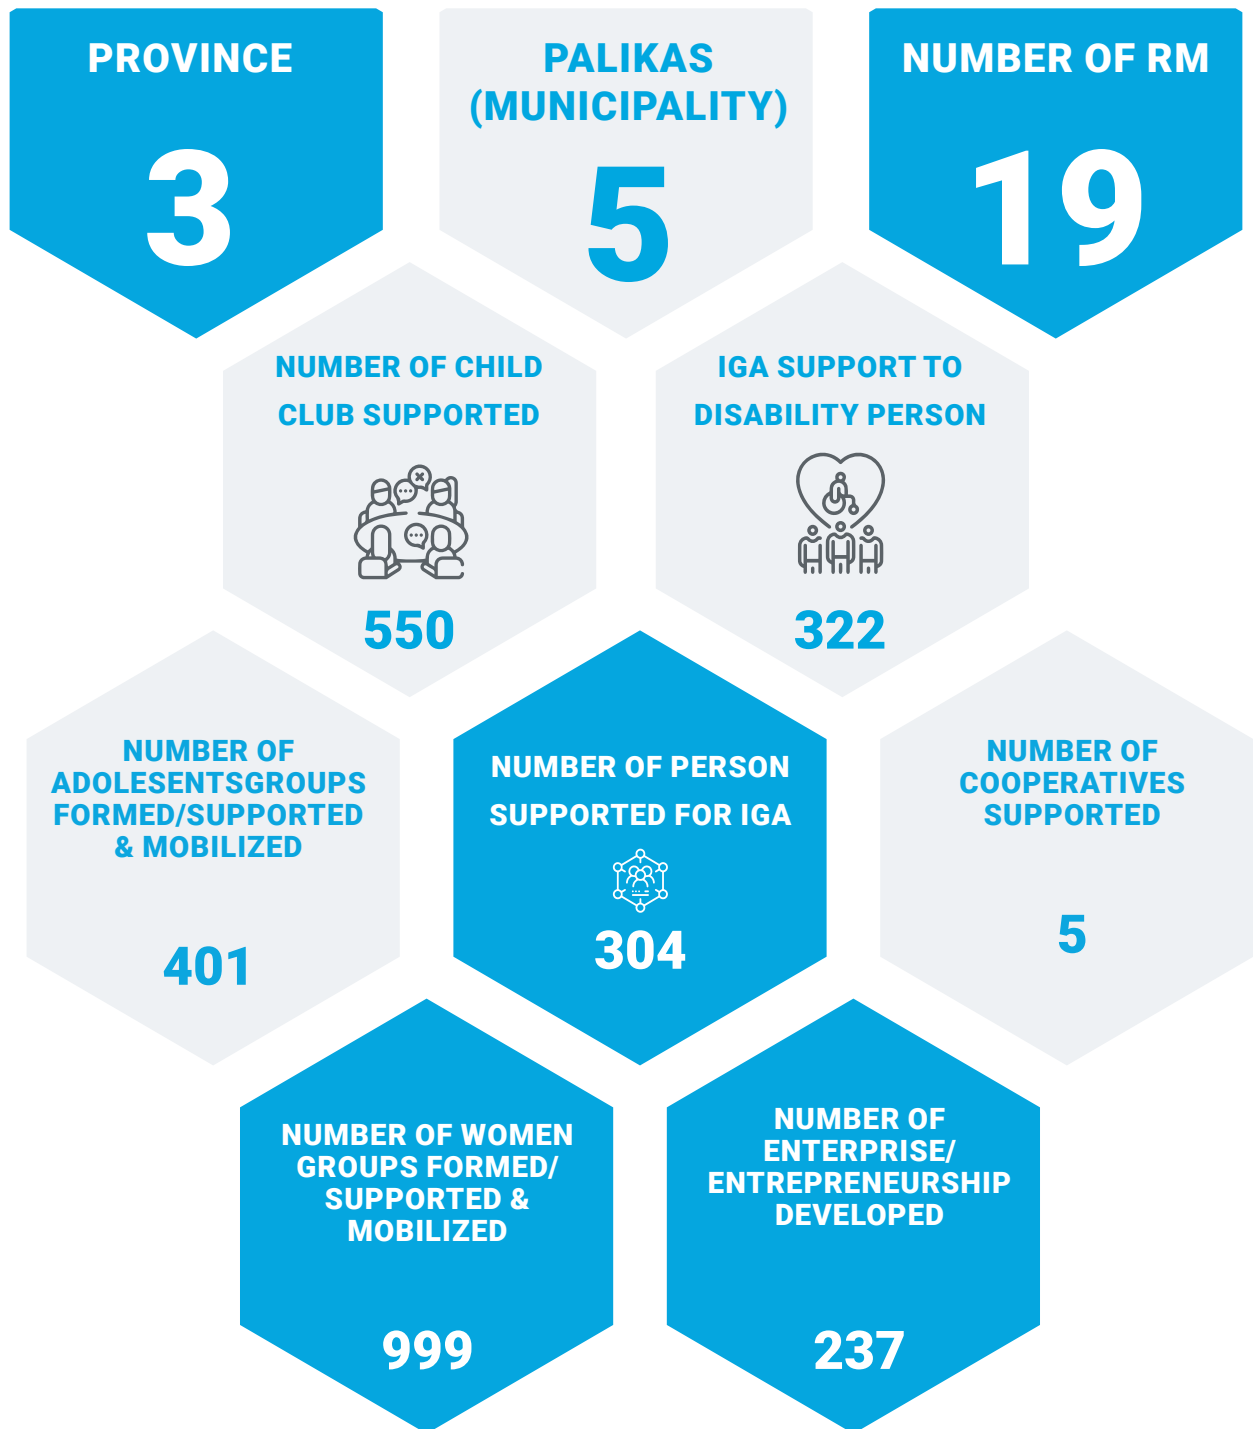 PROVINCE
3
PALIKAS
(MUNICIPALITY)
5
NUMBER OF RM
19
NUMBER OF CHILD
CLUB SUPPORTED
550
IGA SUPPORT TO
DISABILITY PERSON
322
NUMBER OF
ADOLESENTSGROUPS
FORMED/SUPPORTED
& MOBILIZED
401
NUMBER OF PERSON
SUPPORTED FOR IGA
304
NUMBER OF
COOPERATIVES
SUPPORTED
5
NUMBER OF WOMEN
GROUPS FORMED/
SUPPORTED &
MOBILIZED
999
NUMBER OF
ENTERPRISE/
ENTREPRENEURSHIP
DEVELOPED
237